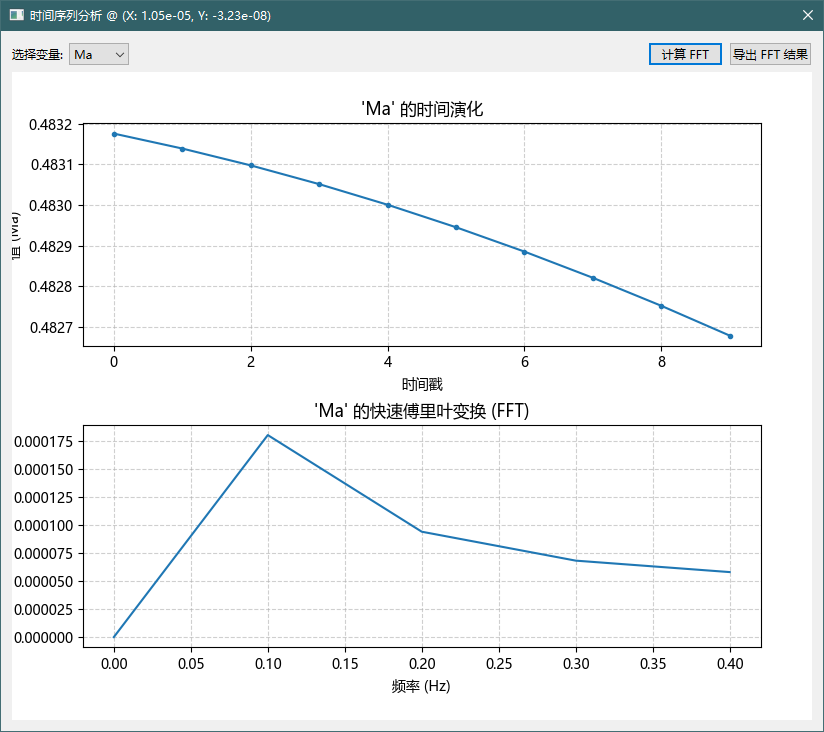 时间序列分析 @ (X: 1.05e-05, Y: -3.23e-08)
选择变量: Ma
计算 FFT
导出 FFT 结果
'Ma' 的时间演化
0.4832
0.4831
0.4830
0.4829
0.4828
0.4827
值 (Ma)
0 2 4 6 8
时间戳
'Ma' 的快速傅里叶变换 (FFT)
0.000175
0.000150
0.000125
0.000100
0.000075
0.000050
0.000025
0.000000
0.00 0.05 0.10 0.15 0.20 0.25 0.30 0.35 0.40
频率 (Hz)